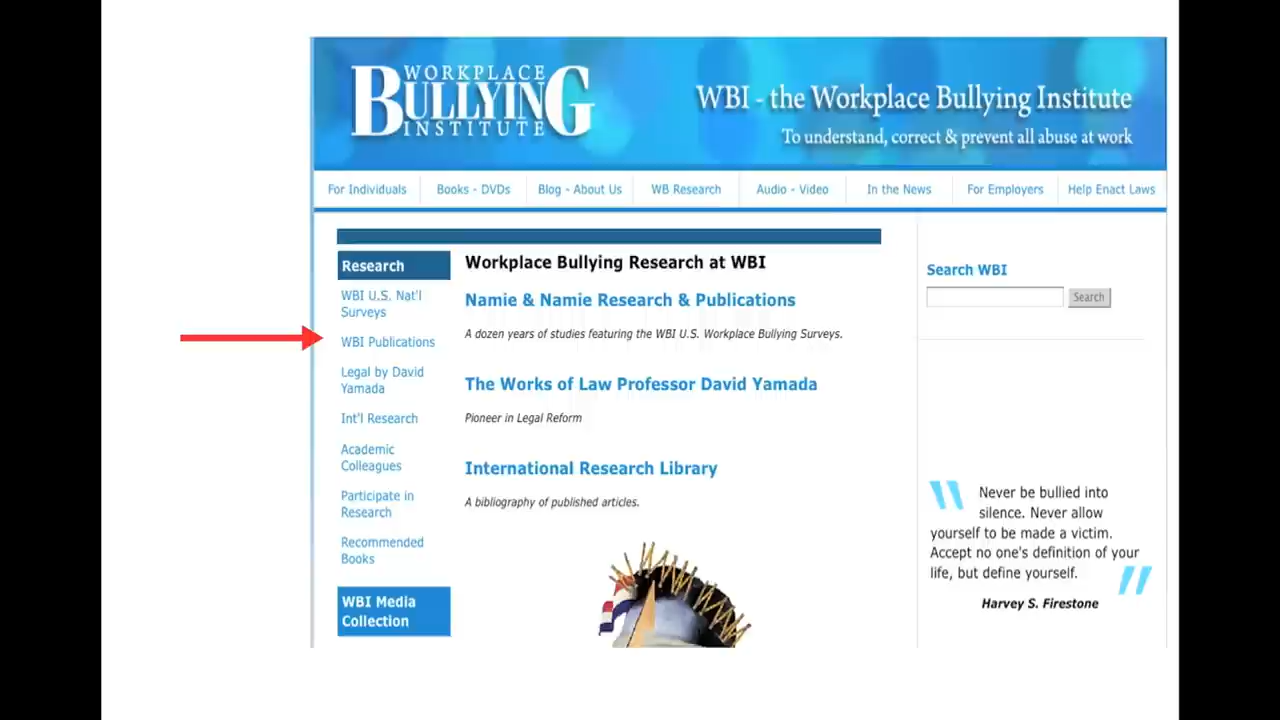 WORKPLACE
BULLYING
INSTITUTE
WBI - the Workplace Bullying Institute
To understand, correct & prevent all abuse at work
For Individuals
Books - DVDs
Blog - About Us
WB Research
Audio - Video
In the News
For Employers
Help Enact Laws
Research
WBI U.S. Nat'l
Surveys
WBI Publications
Legal by David
Yamada
Int'l Research
Academic
Colleagues
Participate in
Research
Recommended
Books
WBI Media
Collection
Workplace Bullying Research at WBI
Namie & Namie Research & Publications
A dozen years of studies featuring the WBI U.S. Workplace Bullying Surveys.
The Works of Law Professor David Yamada
Pioneer in Legal Reform
International Research Library
A bibliography of published articles.
Search WBI
Search
Never be bullied into
silence. Never allow
yourself to be made a victim.
Accept no one's definition of your
life, but define yourself.
Harvey S. Firestone